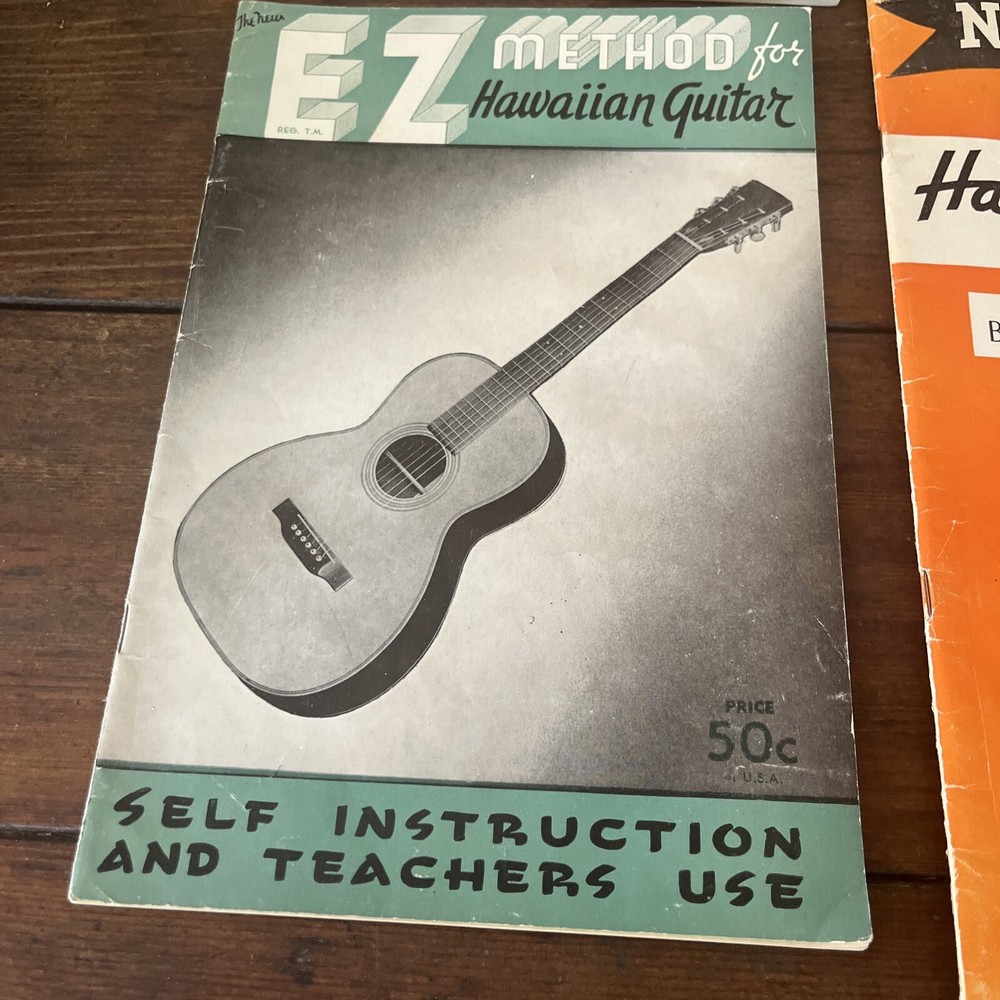 The New
EZ METHOD for
Hawaiian Guitar
REG. T.M.
PRICE
50c
U.S.A.
SELF INSTRUCTION
AND TEACHERS USE
N
Ha
B